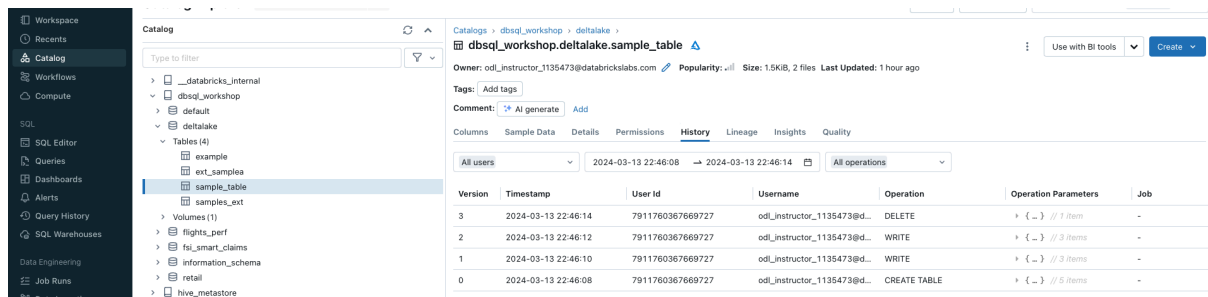 Workspace
Recents
Catalog
Workflows
Compute
SQL
SQL Editor
Queries
Dashboards
Alerts
Query History
SQL Warehouses
Data Engineering
Job Runs
Catalog
Type to filter
__databricks_internal
dbsql_workshop
default
deltalake
Tables (4)
example
ext_samplea
sample_table
samples_ext
Volumes (1)
flights_perf
fsi_smart_claims
information_schema
retail
hive_metastore
Catalogs > dbsql_workshop > deltalake >
dbsql_workshop.deltalake.sample_table
Use with BI tools
Create
Owner: odl_instructor_1135473@databrickslabs.com Popularity: Size: 1.5KiB, 2 files Last Updated: 1 hour ago
Tags: Add tags
Comment: AI generate Add
Columns Sample Data Details Permissions History Lineage Insights Quality
All users 2024-03-13 22:46:08 → 2024-03-13 22:46:14 All operations
Version Timestamp User Id Username Operation Operation Parameters Job
3 2024-03-13 22:46:14 7911760367669727 odl_instructor_1135473@d... DELETE { … } // 1 item -
2 2024-03-13 22:46:12 7911760367669727 odl_instructor_1135473@d... WRITE { … } // 3 items -
1 2024-03-13 22:46:10 7911760367669727 odl_instructor_1135473@d... WRITE { … } // 3 items -
0 2024-03-13 22:46:08 7911760367669727 odl_instructor_1135473@d... CREATE TABLE { … } // 5 items -